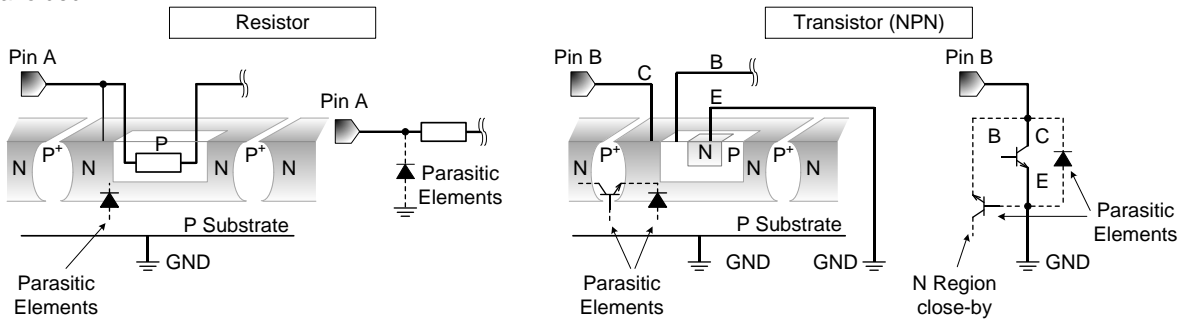 Resistor
Pin A
N
P+
N
P
N
P+
N
P Substrate
GND
Parasitic
Elements
Pin A
Parasitic
Elements
Transistor (NPN)
Pin B
C
B
E
N
P+
N
N
P
P+
N
N
P Substrate
GND
GND
Parasitic
Elements
Pin B
B
C
E
Parasitic
Elements
GND
N Region
close-by